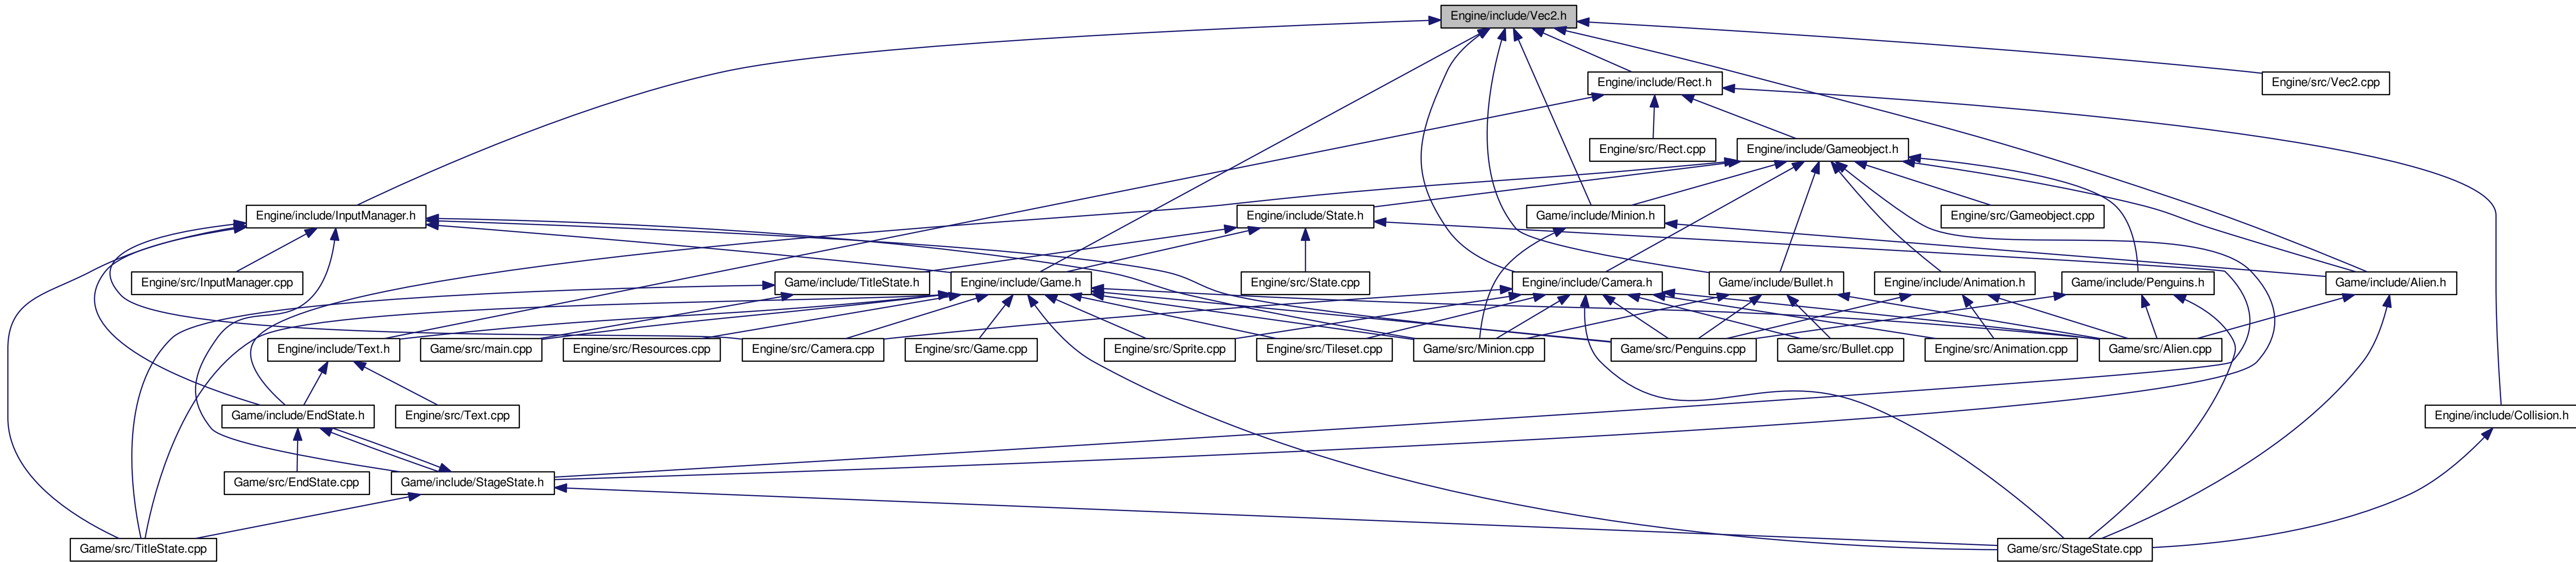 Engine/include/Vec2.h
Engine/include/Rect.h
Engine/src/Vec2.cpp
Engine/src/Rect.cpp
Engine/include/Gameobject.h
Engine/include/InputManager.h
Engine/include/State.h
Game/include/Minion.h
Engine/src/Gameobject.cpp
Engine/src/InputManager.cpp
Game/include/TitleState.h
Engine/include/Game.h
Engine/src/State.cpp
Engine/include/Camera.h
Game/include/Bullet.h
Engine/include/Animation.h
Game/include/Penguins.h
Game/include/Alien.h
Engine/include/Text.h
Game/src/main.cpp
Engine/src/Resources.cpp
Engine/src/Camera.cpp
Engine/src/Game.cpp
Engine/src/Sprite.cpp
Engine/src/Tileset.cpp
Game/src/Minion.cpp
Game/src/Penguins.cpp
Game/src/Bullet.cpp
Engine/src/Animation.cpp
Game/src/Alien.cpp
Game/include/EndState.h
Engine/src/Text.cpp
Engine/include/Collision.h
Game/src/EndState.cpp
Game/include/StageState.h
Game/src/TitleState.cpp
Game/src/StageState.cpp